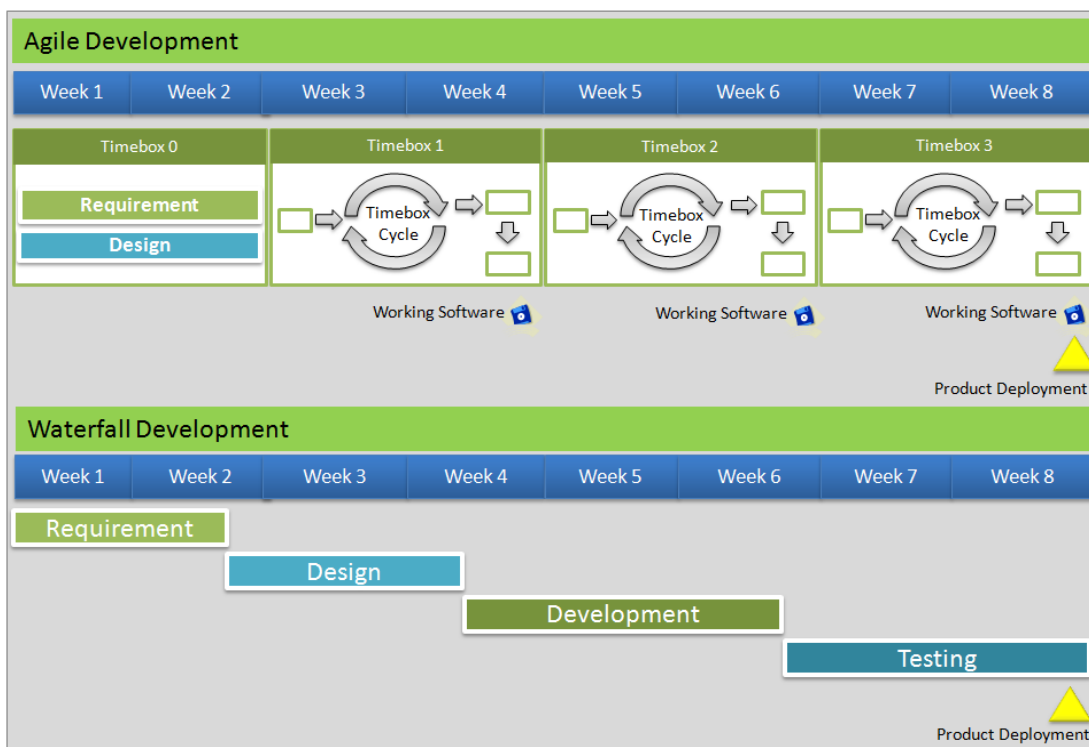 Agile Development
Week 1 Week 2 Week 3 Week 4 Week 5 Week 6 Week 7 Week 8
Timebox 0 Timebox 1 Timebox 2 Timebox 3
Requirement
Design
Timebox
Cycle
Timebox
Cycle
Timebox
Cycle
Working Software Working Software Working Software
Product Deployment
Waterfall Development
Week 1 Week 2 Week 3 Week 4 Week 5 Week 6 Week 7 Week 8
Requirement
Design
Development
Testing
Product Deployment